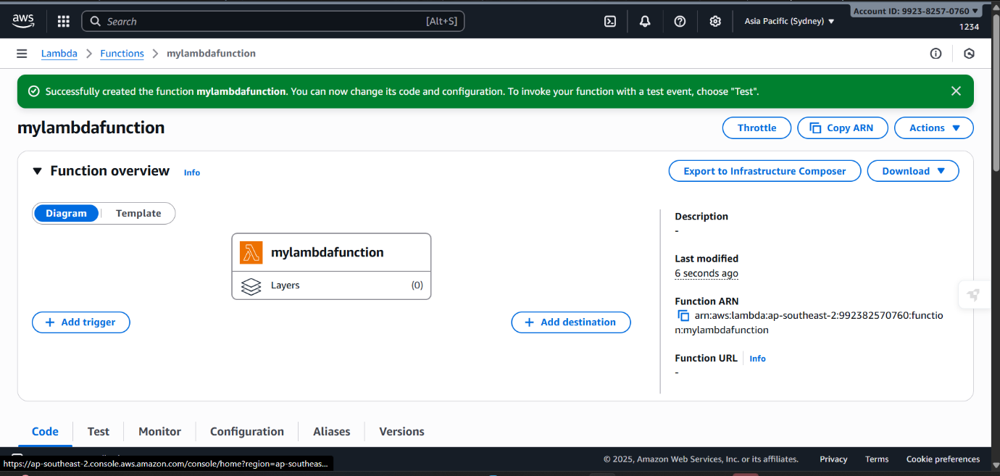 aws
Search
[Alt+S]
Asia Pacific (Sydney)
Account ID: 9923-8257-0760
1234
Lambda
Functions
mylambdafunction
Successfully created the function mylambdafunction. You can now change its code and configuration. To invoke your function with a test event, choose "Test".
mylambdafunction
Throttle
Copy ARN
Actions
Function overview
Info
Export to Infrastructure Composer
Download
Diagram
Template
mylambdafunction
Layers
(0)
Add trigger
Add destination
Description
-
Last modified
6 seconds ago
Function ARN
arn:aws:lambda:ap-southeast-2:992382570760:functio
n:mylambdafunction
Function URL
Info
-
Code
Test
Monitor
Configuration
Aliases
Versions
https://ap-southeast-2.console.aws.amazon.com/console/home?region=ap-southeas...
© 2025, Amazon Web Services, Inc. or its affiliates.
Privacy
Terms
Cookie preferences